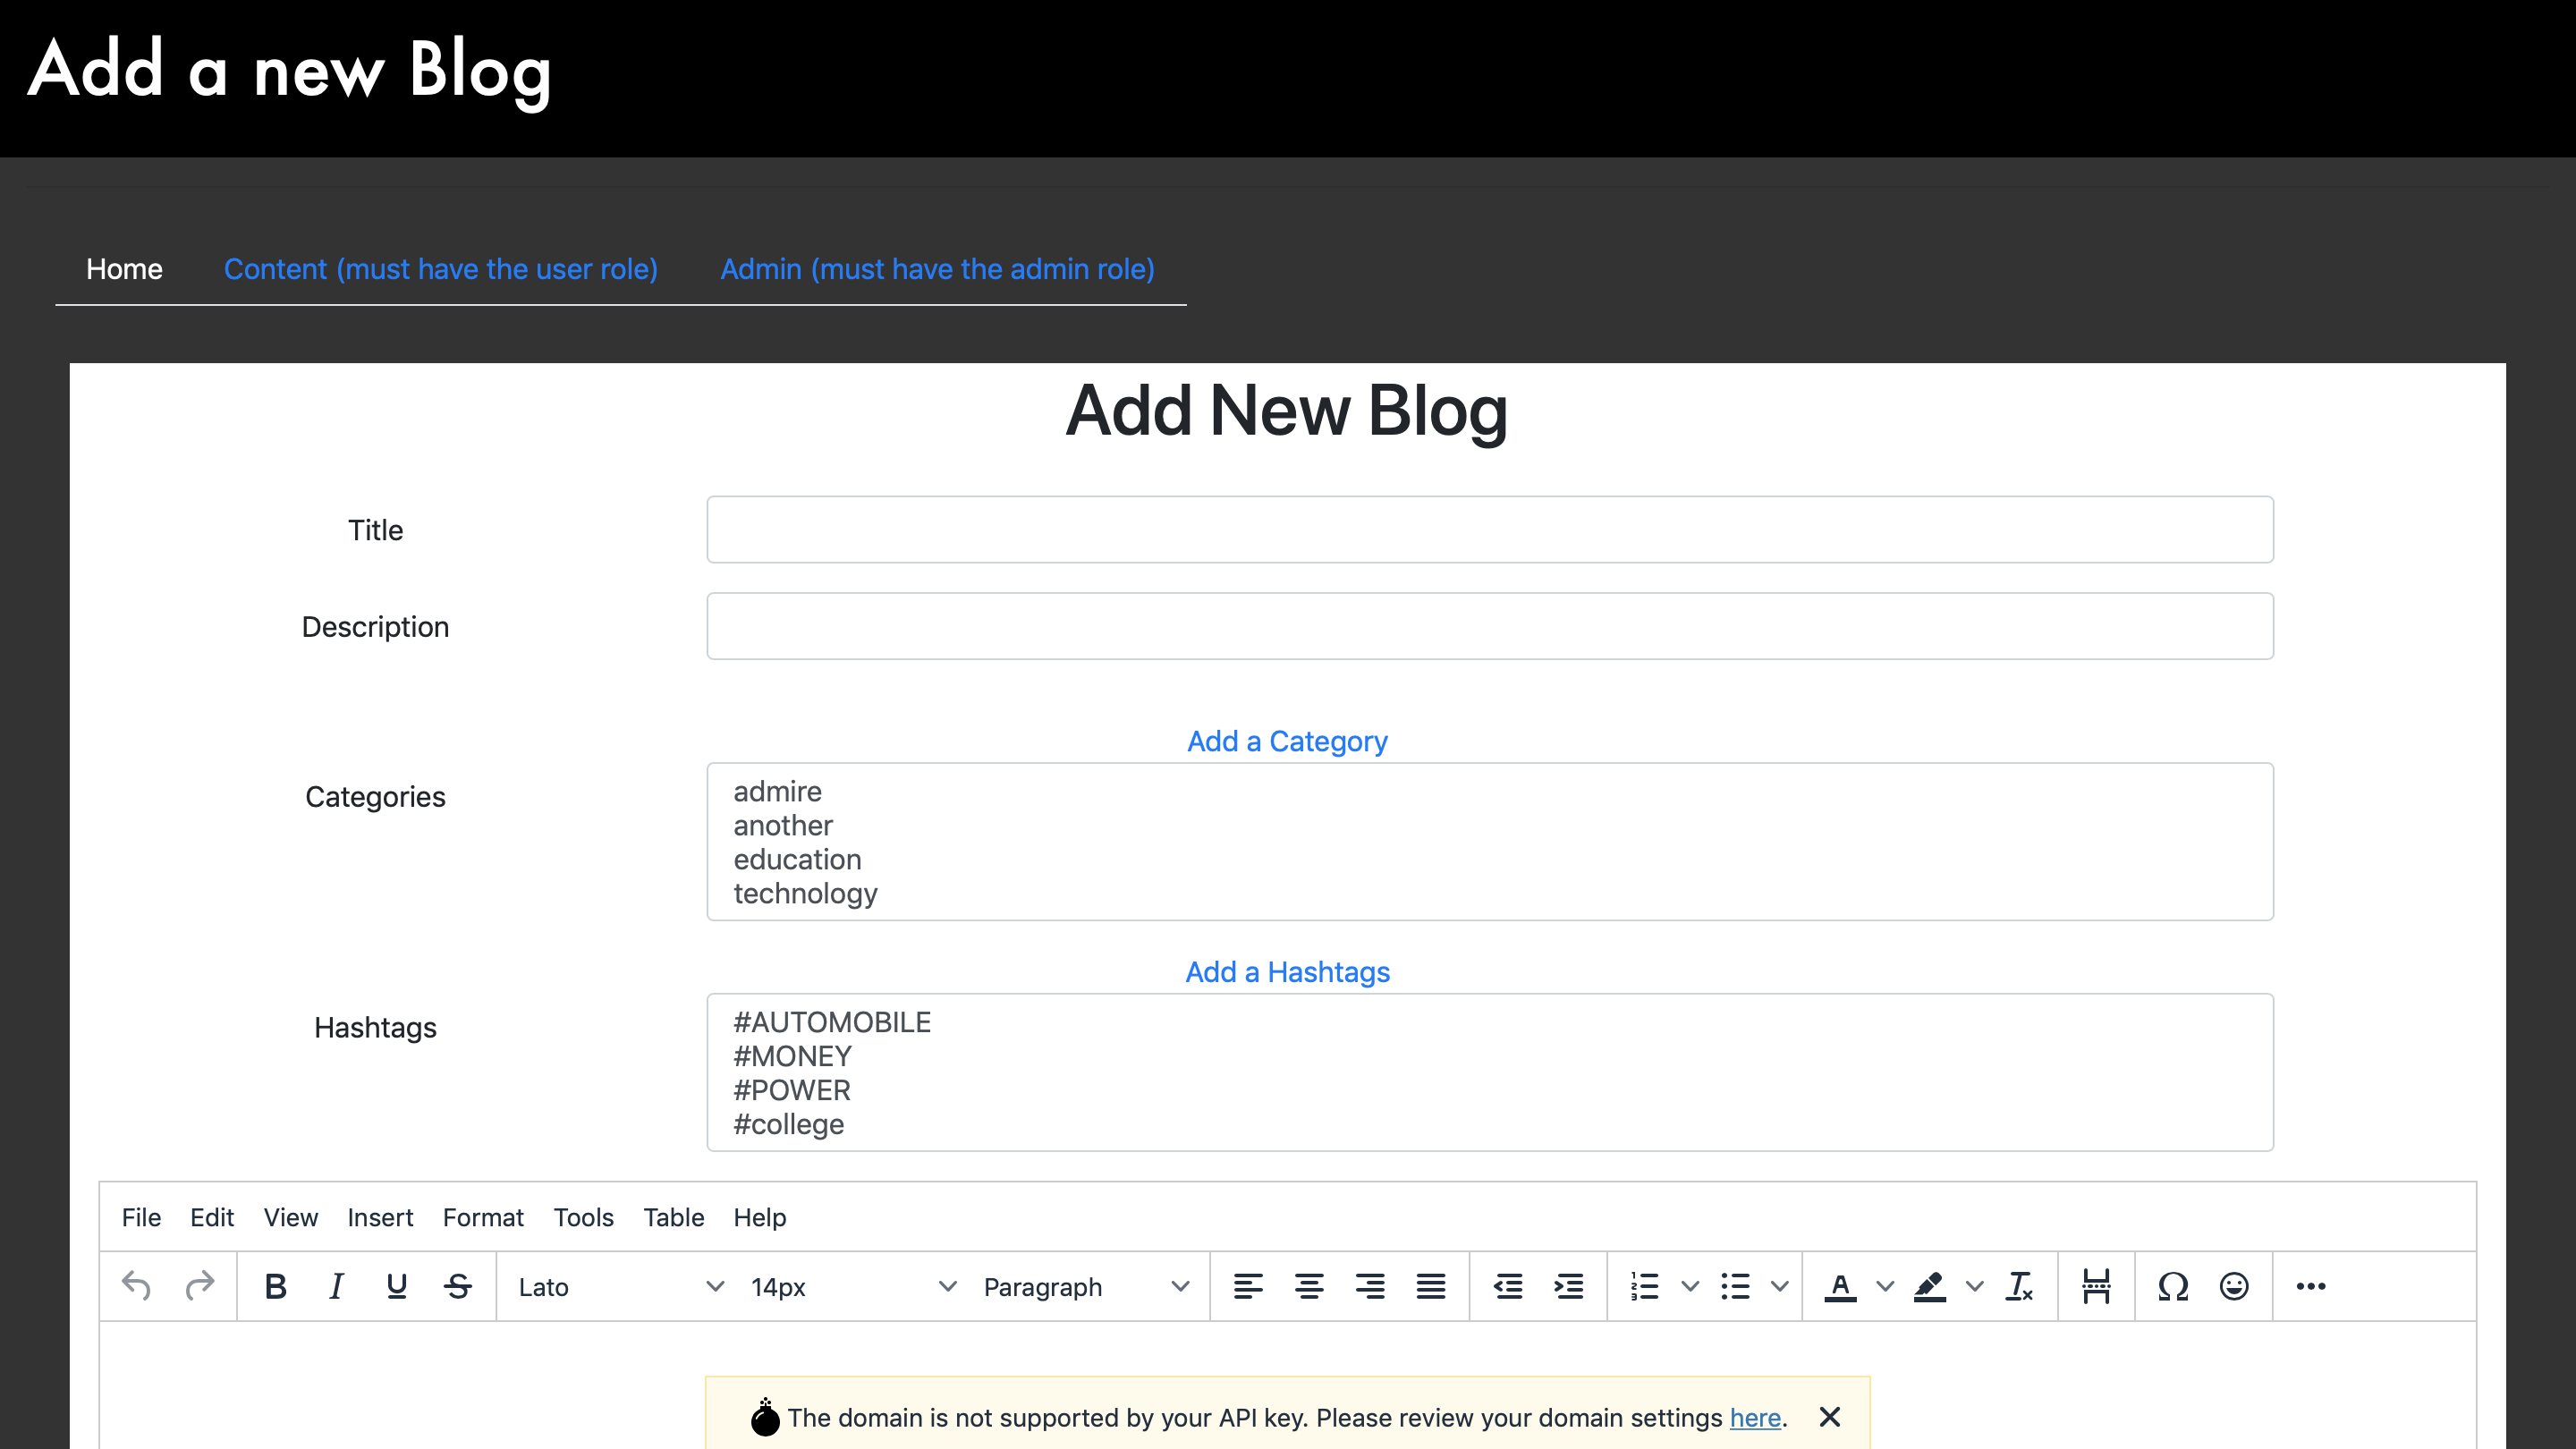 Add a new Blog
Home Content (must have the user role) Admin (must have the admin role)
Add New Blog
Title
Description
Add a Category
Categories
admire
another
education
technology
Add a Hashtags
Hashtags
#AUTOMOBILE
#MONEY
#POWER
#college
File Edit View Insert Format Tools Table Help
B I U S Lato 14px Paragraph A Ω
The domain is not supported by your API key. Please review your domain settings here.